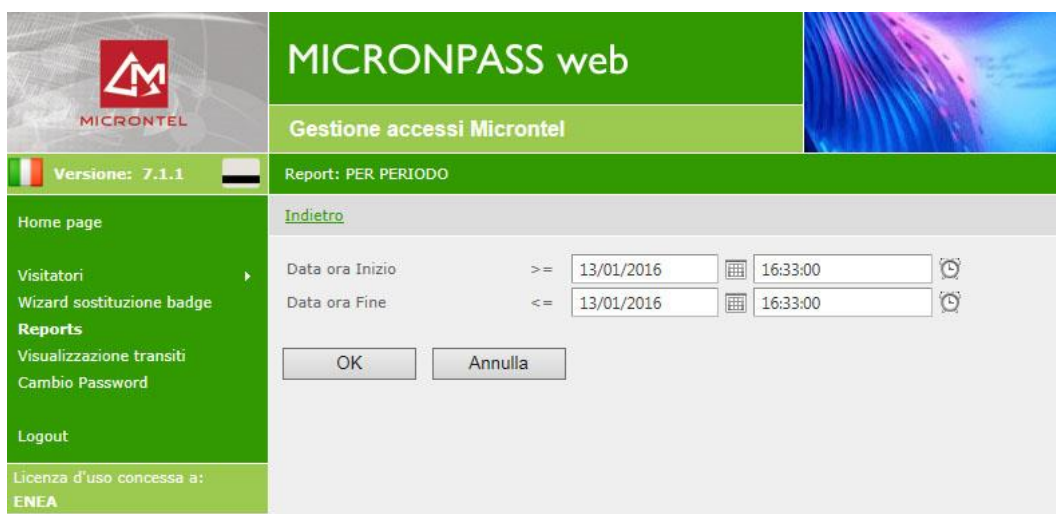 MICRONTEL
MICRONPASS web
Gestione accessi Microntel
Versione: 7.1.1
Report: PER PERIODO
Home page
Visitatori
Wizard sostituzione badge
Reports
Visualizzazione transiti
Cambio Password
Logout
Licenza d'uso concessa a:
ENEA
Indietro
Data ora Inizio >= 13/01/2016 16:33:00
Data ora Fine <= 13/01/2016 16:33:00
OK Annulla